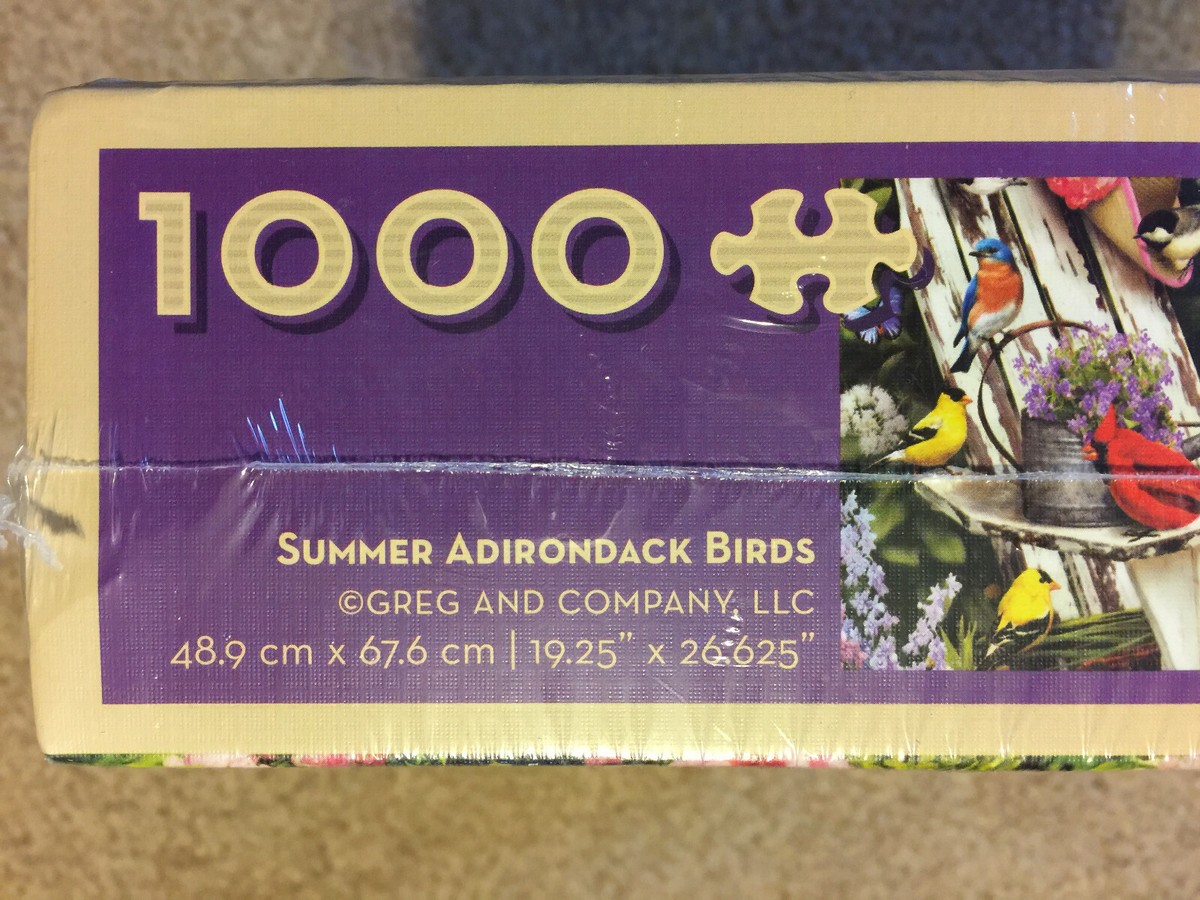 1000
SUMMER ADIRONDACK BIRDS
©GREG AND COMPANY, LLC
48.9 cm x 67.6 cm | 19.25” x 26.625”